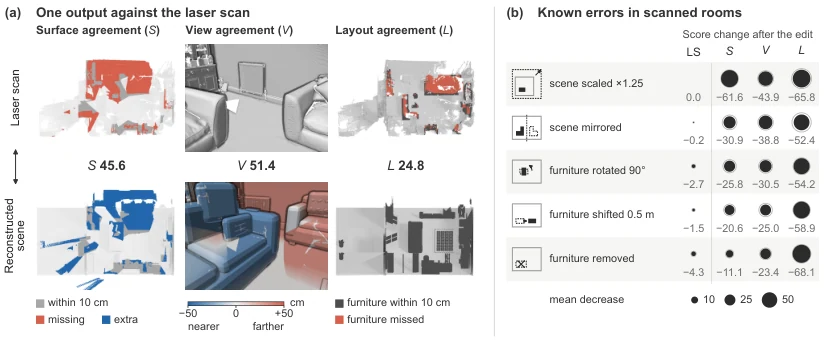 (a) One output against the laser scan
Surface agreement (S) View agreement (V) Layout agreement (L)
Laser scan
S 45.6 V 51.4 L 24.8
Reconstructed
scene
within 10 cm
missing extra
cm
−50 0 +50
nearer farther
furniture within 10 cm
furniture missed
(b) Known errors in scanned rooms
Score change after the edit
LS S V L
scene scaled ×1.25
0.0 −61.6 −43.9 −65.8
scene mirrored
−0.2 −30.9 −38.8 −52.4
furniture rotated 90°
−2.7 −25.8 −30.5 −54.2
furniture shifted 0.5 m
−1.5 −20.6 −25.0 −58.9
furniture removed
−4.3 −11.1 −23.4 −68.1
mean decrease 10 25 50